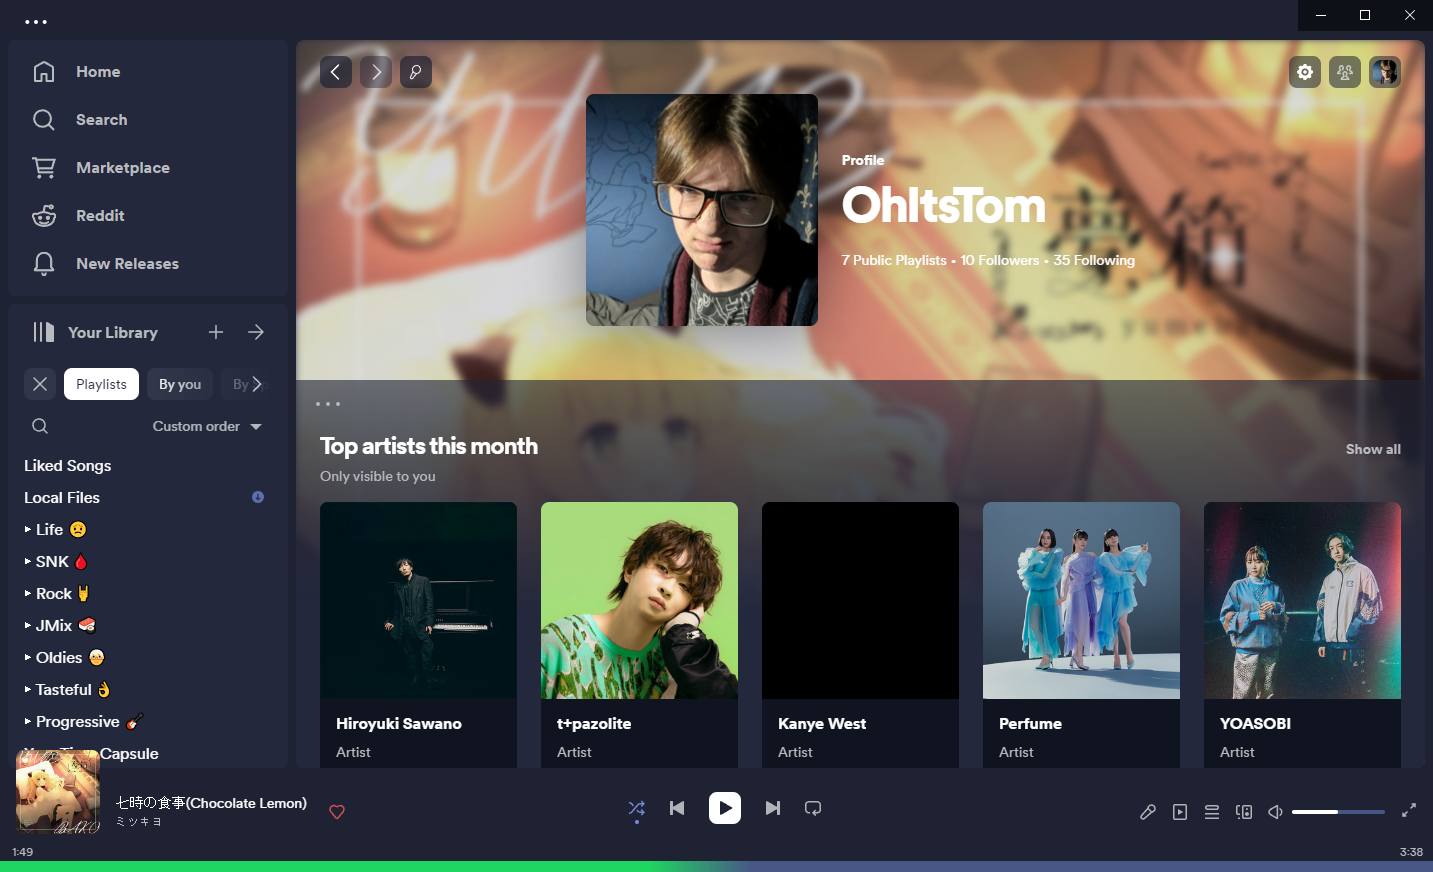 Home
Search
Marketplace
Reddit
New Releases
Your Library
Playlists
By you
By
Custom order
Liked Songs
Local Files
Life 😟
SNK 🩸
Rock 🤘
JMix 🍣
Oldies 👵
Tasteful 👌
Progressive 🎸
Capsule
Profile
OhItsTom
7 Public Playlists • 10 Followers • 35 Following
Top artists this month
Show all
Only visible to you
Hiroyuki Sawano
Artist
t+pazolite
Artist
Kanye West
Artist
Perfume
Artist
YOASOBI
Artist
七時の食事(Chocolate Lemon)
ミツキヨ
1:49
3:38